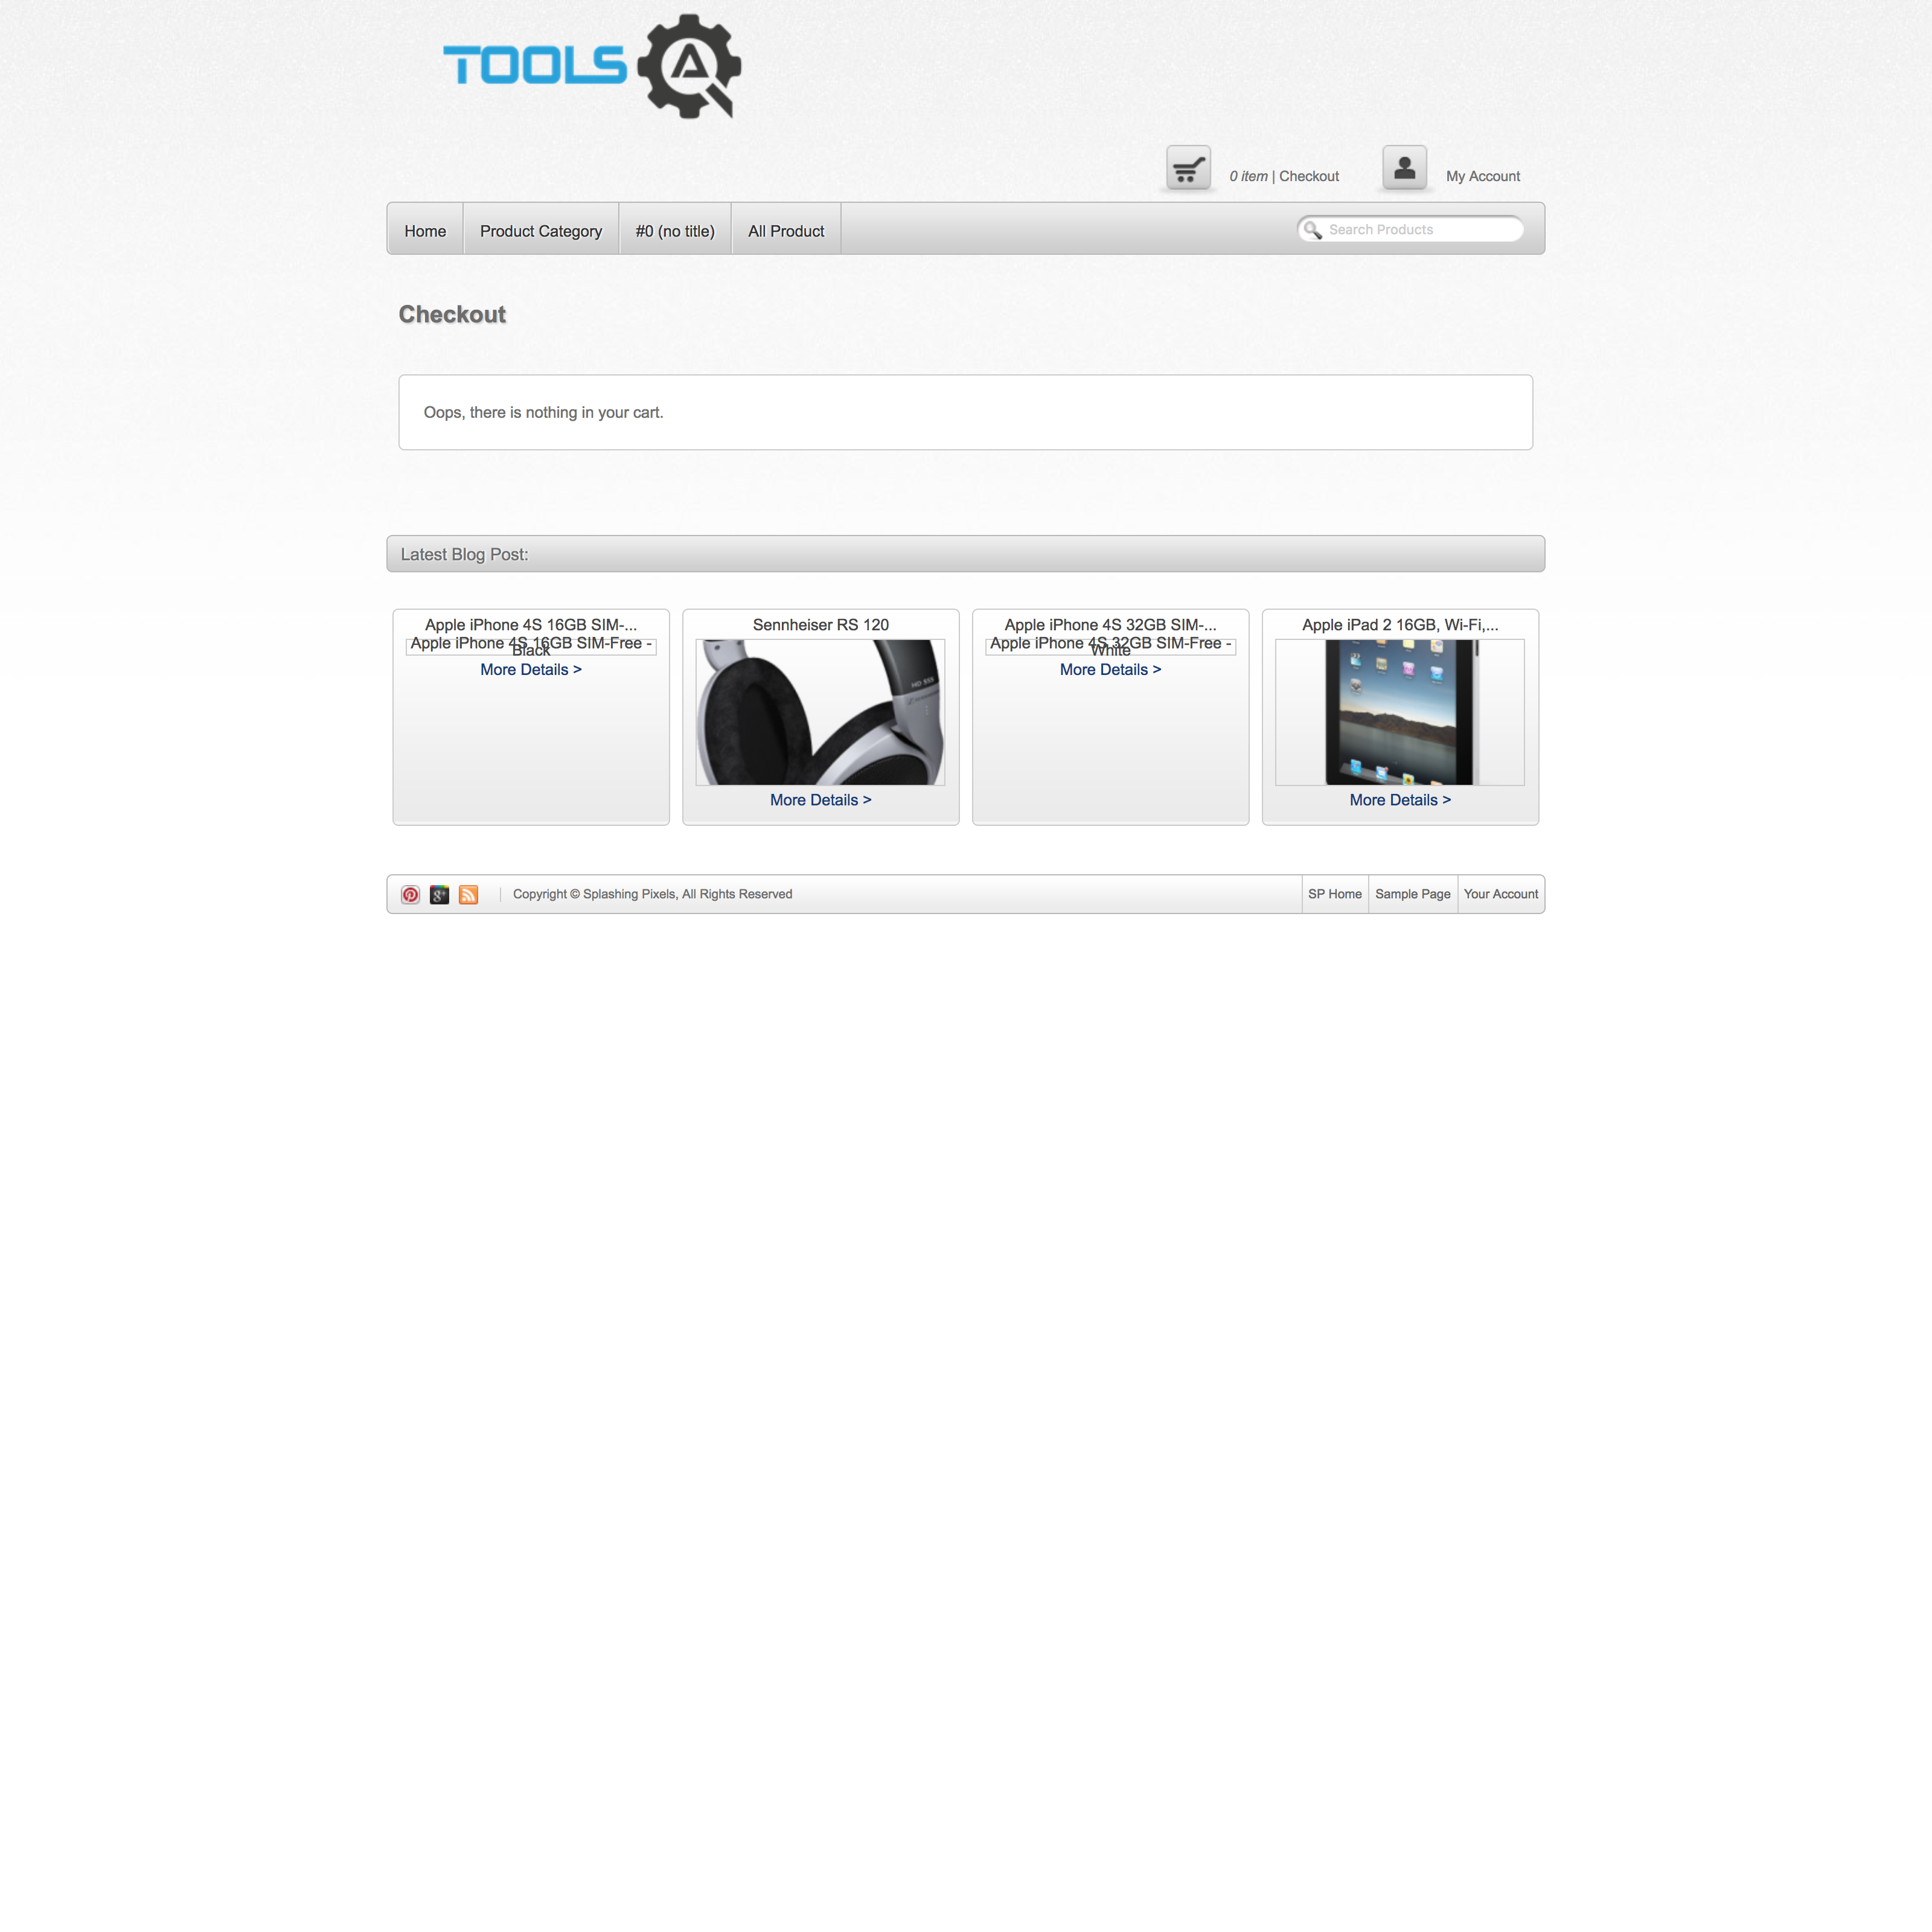 TOOLS QA
0 item | Checkout
My Account
Home
Product Category
#0 (no title)
All Product
Search Products
Checkout
Oops, there is nothing in your cart.
Latest Blog Post:
Apple iPhone 4S 16GB SIM-...
Apple iPhone 4S 16GB SIM-Free -
Black
More Details >
Sennheiser RS 120
HD 555
More Details >
Apple iPhone 4S 32GB SIM-...
Apple iPhone 4S 32GB SIM-Free -
White
More Details >
Apple iPad 2 16GB, Wi-Fi,...
More Details >
Copyright © Splashing Pixels, All Rights Reserved
SP Home
Sample Page
Your Account